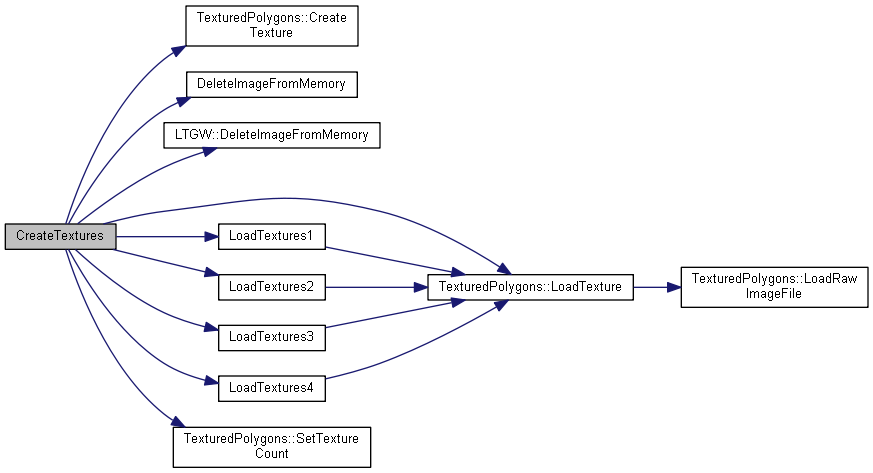 TexturedPolygons::Create
Texture
DeleteImageFromMemory
LTGW::DeleteImageFromMemory
CreateTextures
LoadTextures1
LoadTextures2
LoadTextures3
LoadTextures4
TexturedPolygons::SetTexture
Count
TexturedPolygons::LoadTexture
TexturedPolygons::LoadRaw
ImageFile